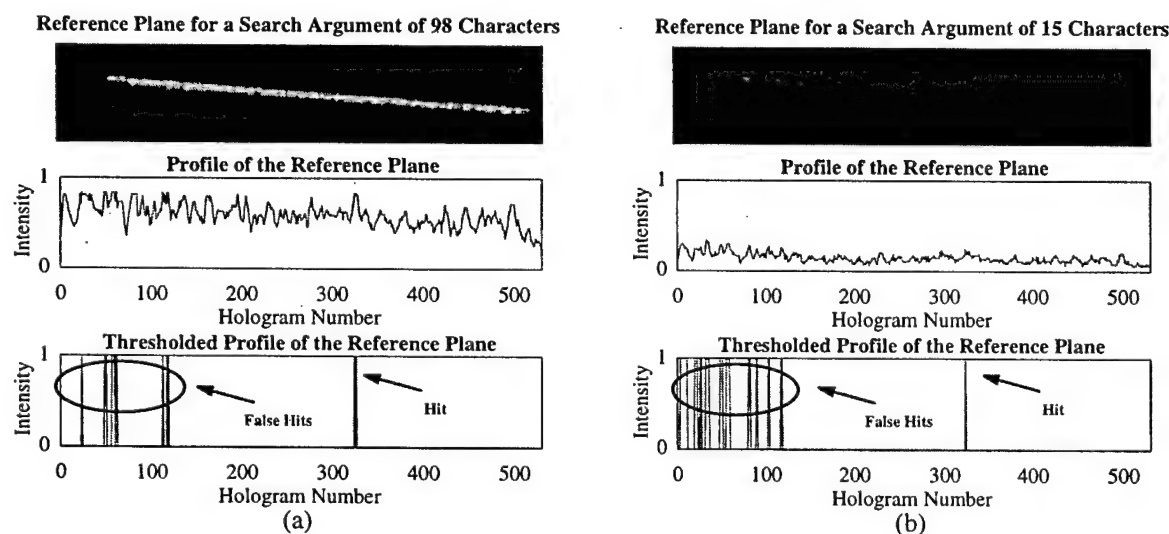 Reference Plane for a Search Argument of 98 Characters
Profile of the Reference Plane
1
Intensity
0
0 100 200 300 400 500
Hologram Number
Thresholded Profile of the Reference Plane
1
Intensity
0
False Hits
Hit
0 100 200 300 400 500
Hologram Number
(a)
Reference Plane for a Search Argument of 15 Characters
Profile of the Reference Plane
1
Intensity
0
0 100 200 300 400 500
Hologram Number
Thresholded Profile of the Reference Plane
1
Intensity
0
False Hits
Hit
0 100 200 300 400 500
Hologram Number
(b)